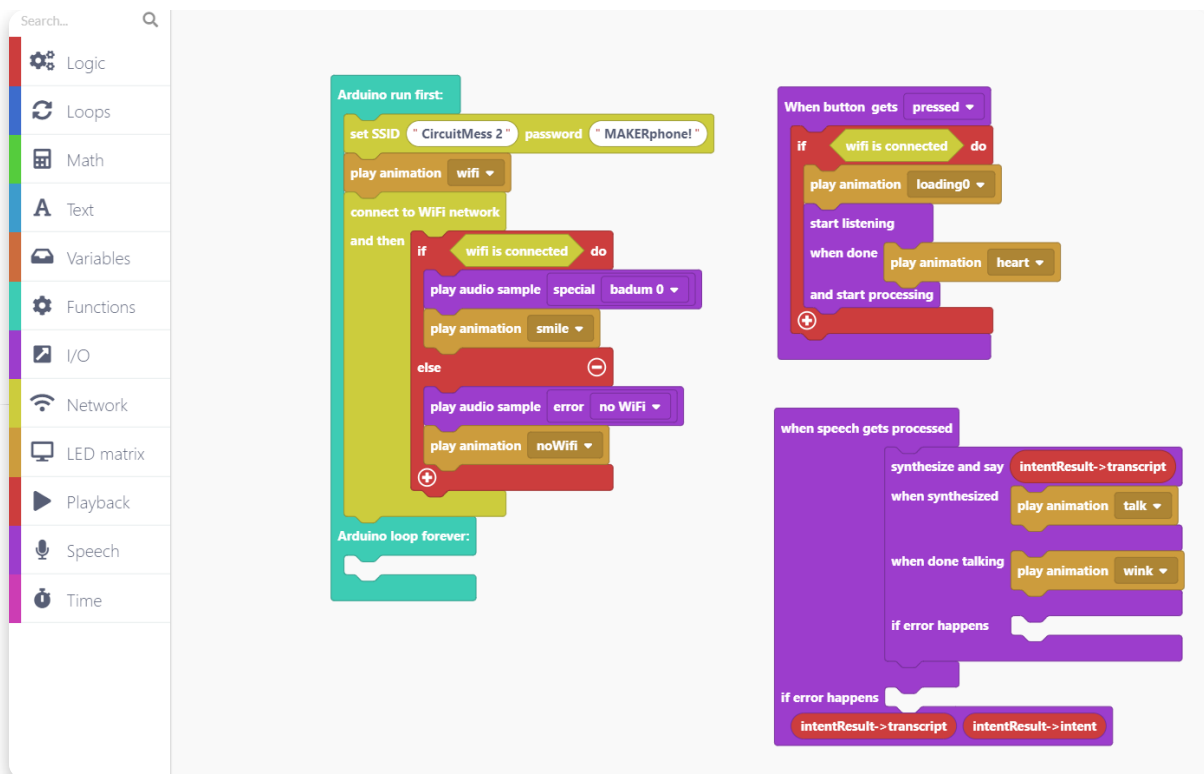 Search...
Logic
Loops
Math
Text
Variables
Functions
I/O
Network
LED matrix
Playback
Speech
Time
Arduino run first:
set SSID " CircuitMess 2 " password " MAKERphone! "
play animation wifi
connect to WiFi network
and then
if wifi is connected do
play audio sample special badum 0
play animation smile
else
play audio sample error no WiFi
play animation noWifi
Arduino loop forever:
When button gets pressed
if wifi is connected do
play animation loading0
start listening
when done play animation heart
and start processing
when speech gets processed
synthesize and say intentResult->transcript
when synthesized play animation talk
when done talking play animation wink
if error happens
if error happens
intentResult->transcript intentResult->intent